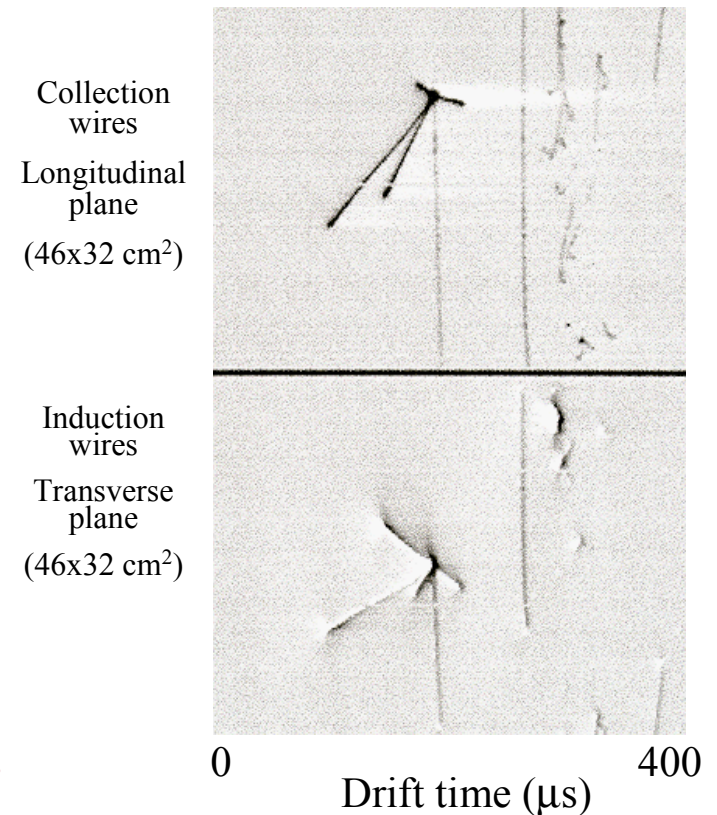 Collection
wires
Longitudinal
plane
(46x32 cm²)
Induction
wires
Transverse
plane
(46x32 cm²)
0
400
Drift time (μs)